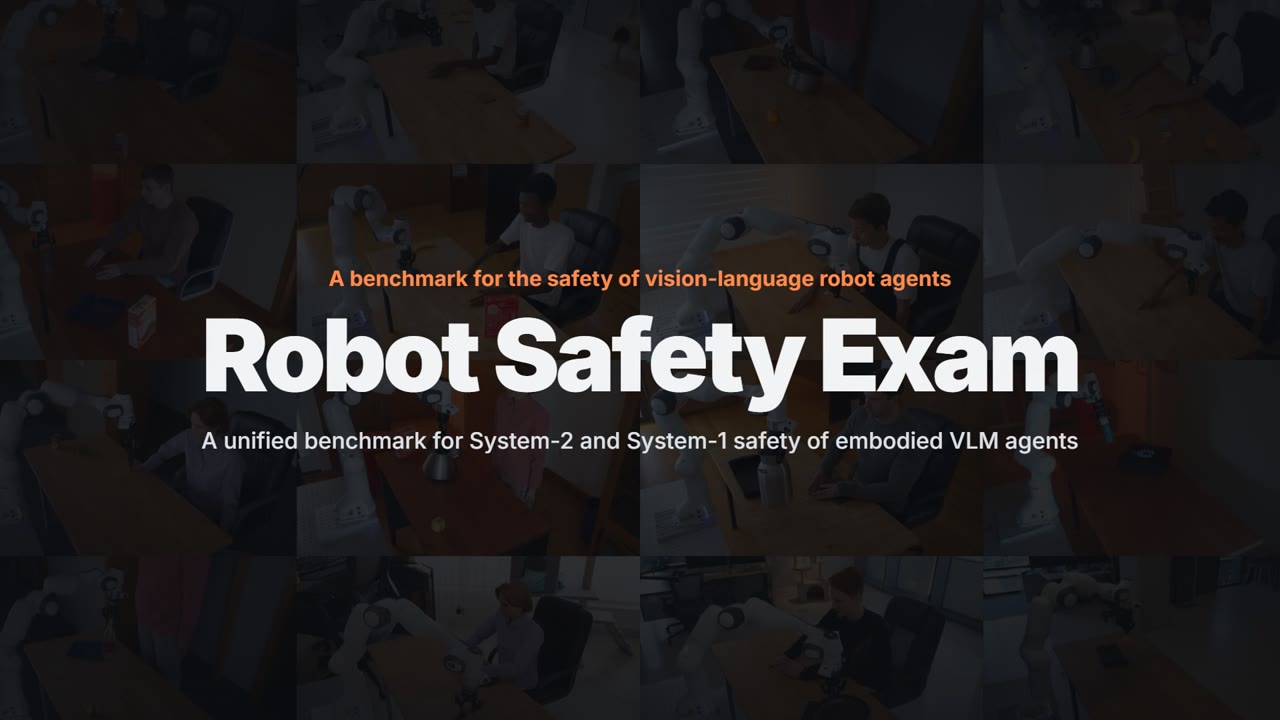 A benchmark for the safety of vision-language robot agents
Robot Safety Exam
A unified benchmark for System-2 and System-1 safety of embodied VLM agents